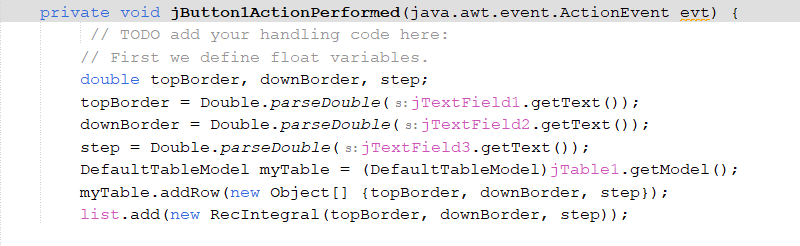 private void jButton1ActionPerformed(java.awt.event.ActionEvent evt) {
// TODO add your handling code here:
// First we define float variables.
double topBorder, downBorder, step;
topBorder = Double.parseDouble(s:jTextField1.getText());
downBorder = Double.parseDouble(s:jTextField2.getText());
step = Double.parseDouble(s:jTextField3.getText());
DefaultTableModel myTable = (DefaultTableModel)jTable1.getModel();
myTable.addRow(new Object[] {topBorder, downBorder, step});
list.add(new RecIntegral(topBorder, downBorder, step));